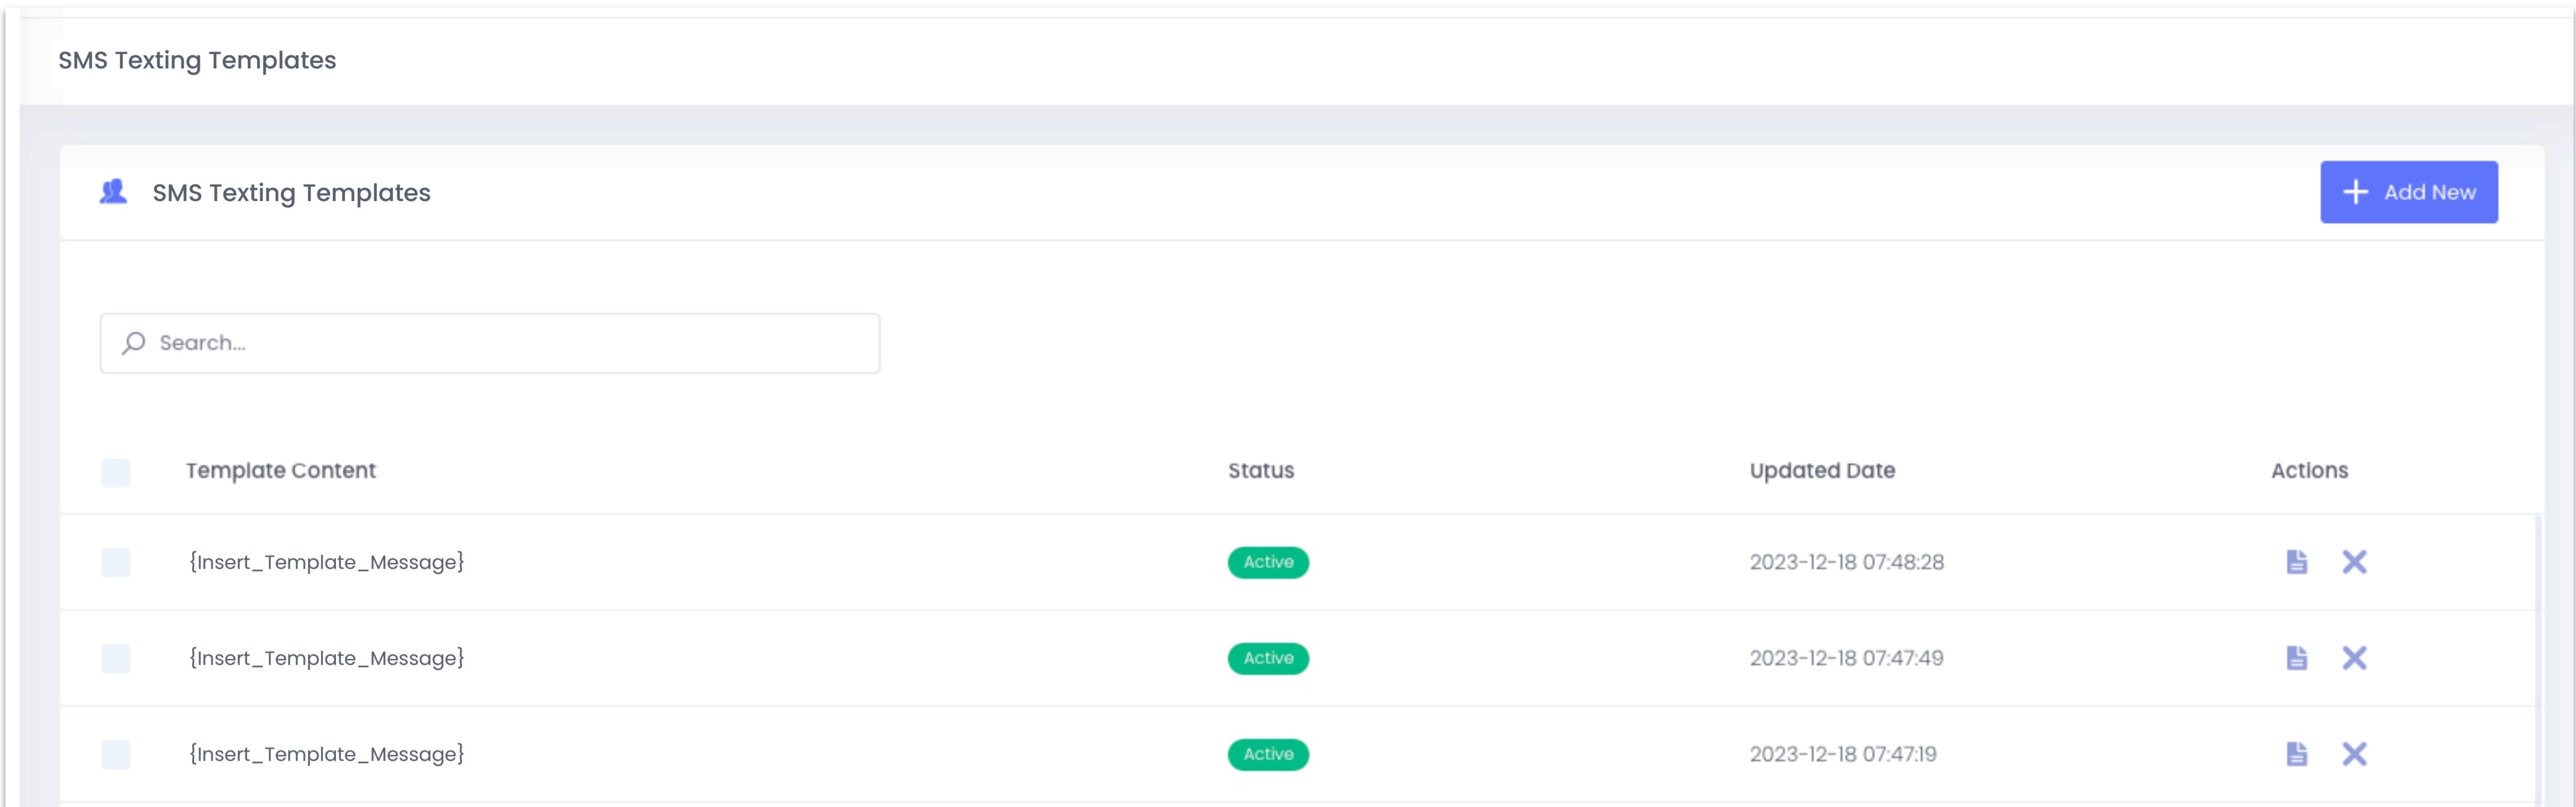 SMS Texting Templates
SMS Texting Templates
Add New
Search...
Template Content Status Updated Date Actions
{Insert_Template_Message} Active 2023-12-18 07:48:28
{Insert_Template_Message} Active 2023-12-18 07:47:49
{Insert_Template_Message} Active 2023-12-18 07:47:19